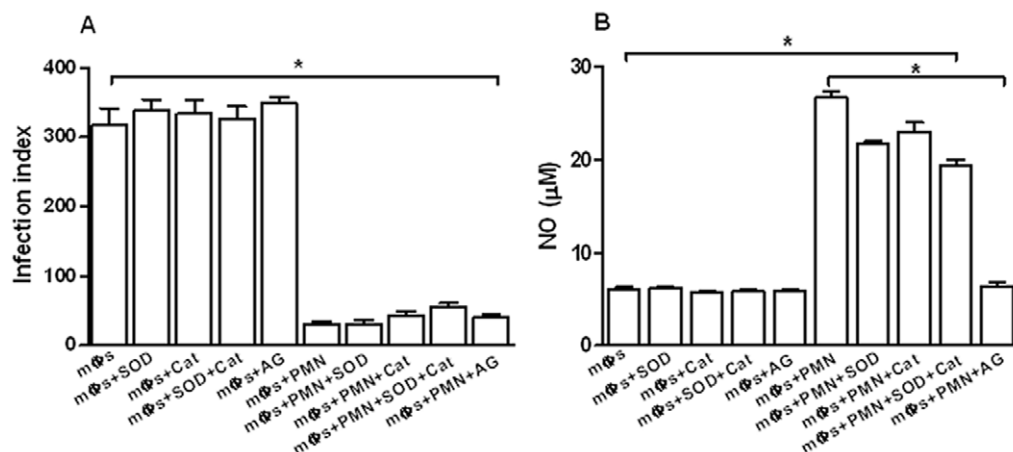 A
*
400
300
200
100
0
Infection index
mΦs
mΦs+SOD
mΦs+Cat
mΦs+SOD+Cat
mΦs+AG
mΦs+PMN
mΦs+PMN+SOD
mΦs+PMN+Cat
mΦs+PMN+SOD+Cat
mΦs+PMN+AG
B
*
*
30
20
10
0
NO (μM)
mΦs
mΦs+SOD
mΦs+Cat
mΦs+SOD+Cat
mΦs+AG
mΦs+PMN
mΦs+PMN+SOD
mΦs+PMN+Cat
mΦs+PMN+SOD+Cat
mΦs+PMN+AG